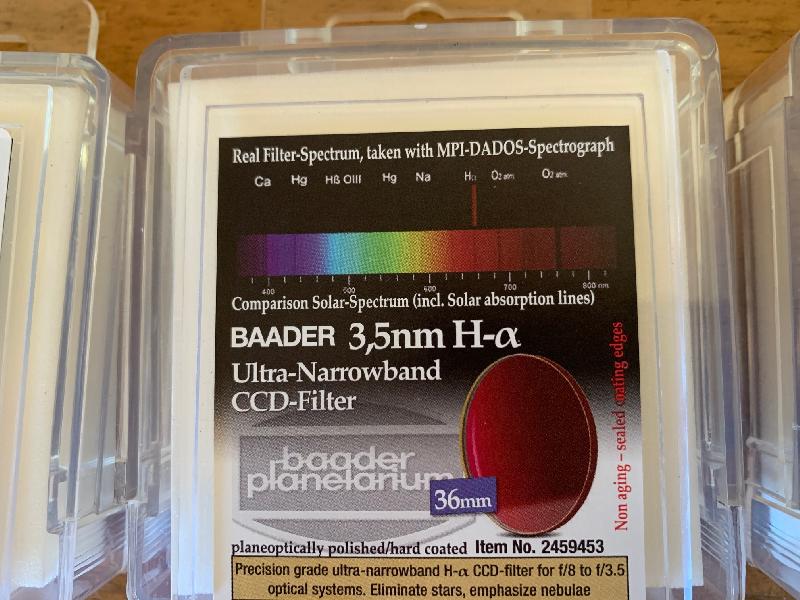 Real Filter-Spectrum, taken with MPI-DADOS-Spectrograph
Ca Hg Hß OIII Hg Na Hα O2 atm. O2 atm.
400 500 600 700 800 nm
Comparison Solar-Spectrum (incl. Solar absorption lines)
BAADER 3,5nm H-α
Ultra-Narrowband
CCD-Filter
Non aging – sealed coating edges
baader
planetarium
36mm
planeoptically polished/hard coated Item No. 2459453
Precision grade ultra-narrowband H-α CCD-filter for f/8 to f/3.5
optical systems. Eliminate stars, emphasize nebulae